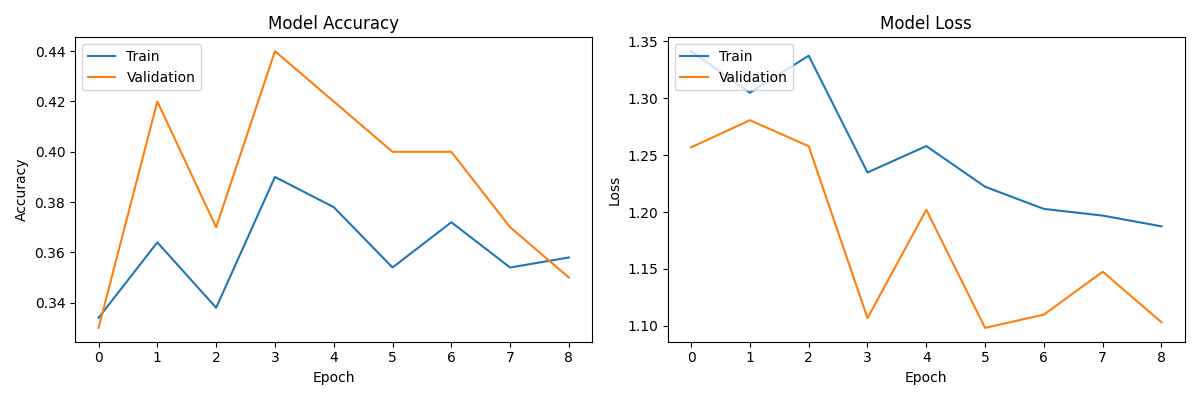 Model Accuracy
Train
Validation
0.44
0.42
0.40
0.38
0.36
0.34
Accuracy
0 1 2 3 4 5 6 7 8
Epoch
Model Loss
Train
Validation
1.35
1.30
1.25
1.20
1.15
1.10
Loss
0 1 2 3 4 5 6 7 8
Epoch